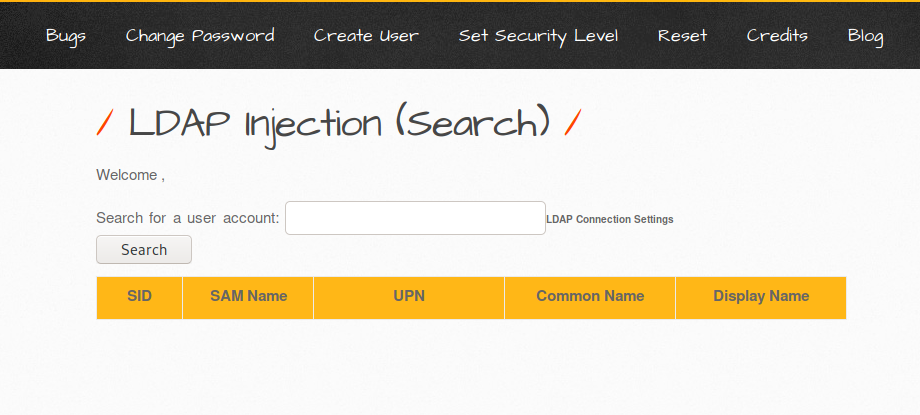 Bugs Change Password Create User Set Security Level Reset Credits Blog
/ LDAP Injection (Search) /
Welcome ,
Search for a user account: LDAP Connection Settings
Search
SID SAM Name UPN Common Name Display Name